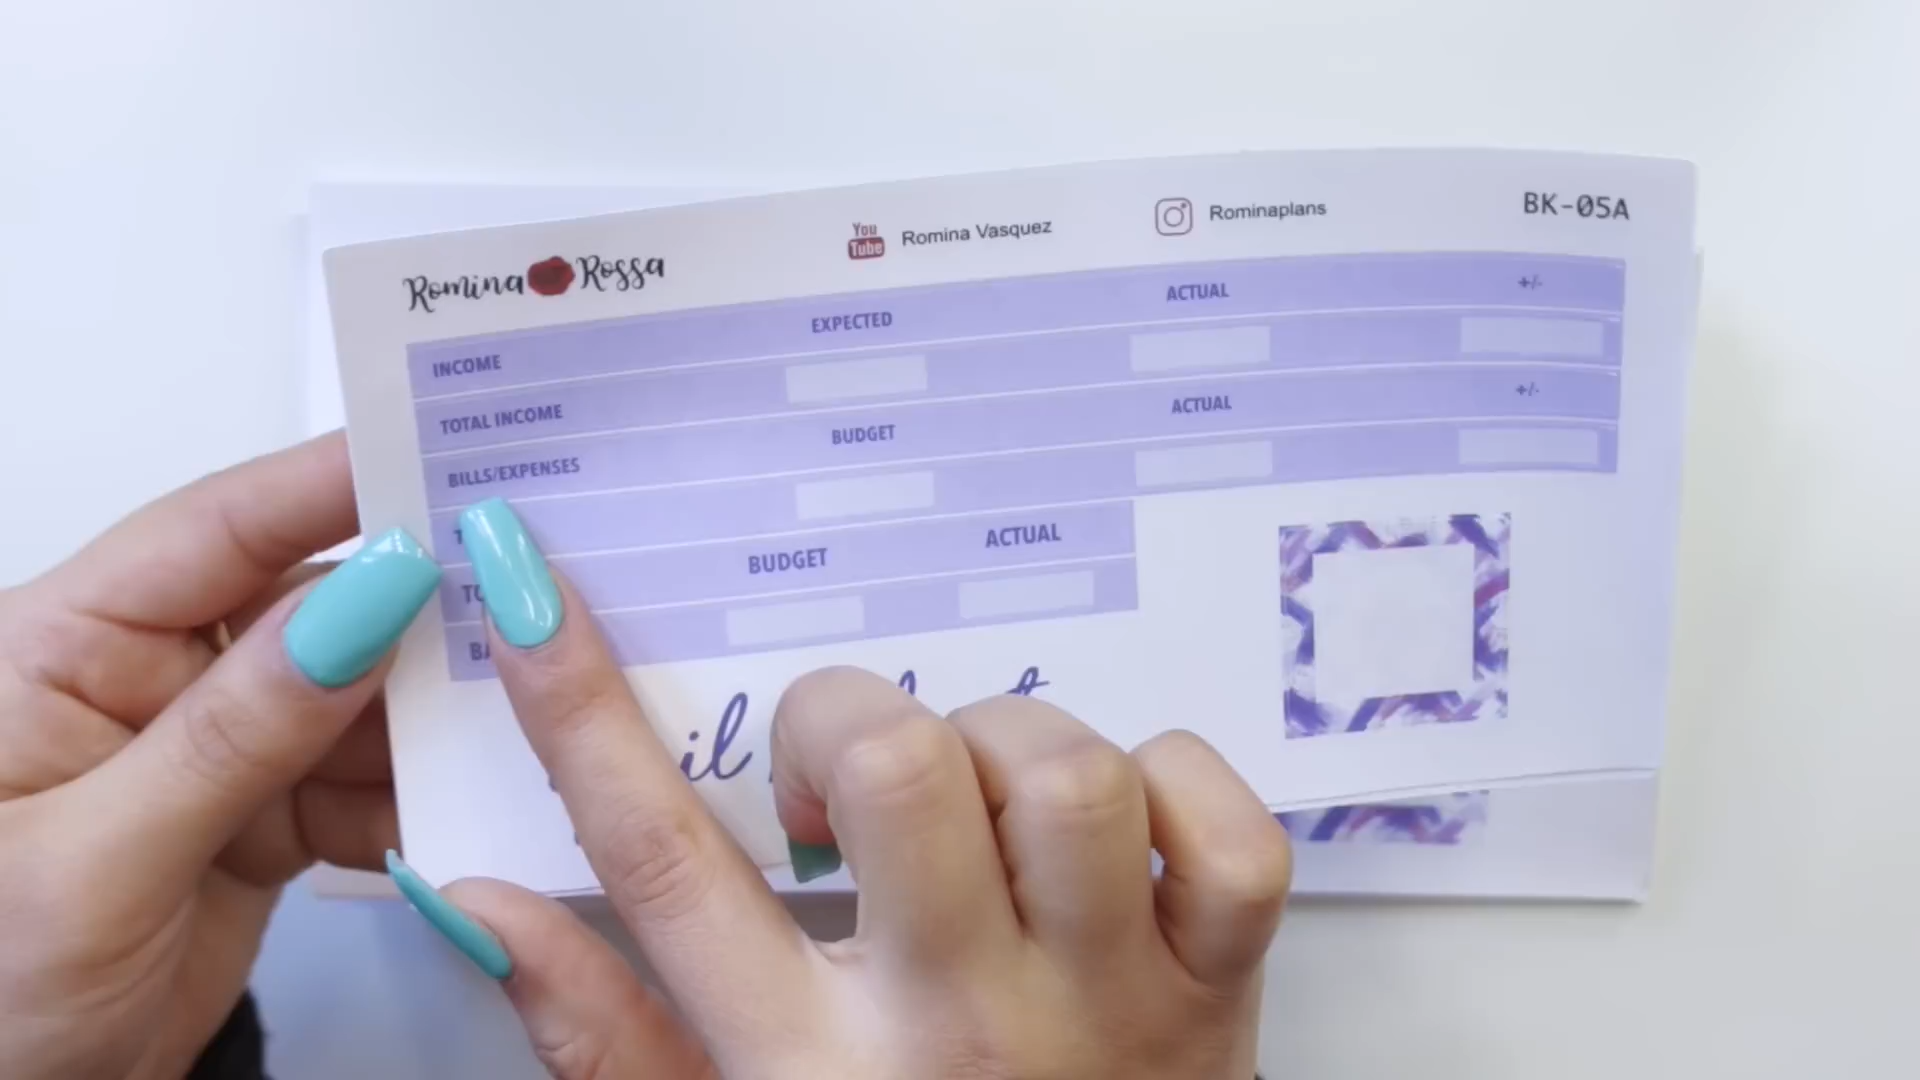 Romina Rossa
You Tube Romina Vasquez
Rominaplans
BK-05A
INCOME EXPECTED ACTUAL +/-
TOTAL INCOME
BILLS/EXPENSES BUDGET ACTUAL +/-
BUDGET ACTUAL